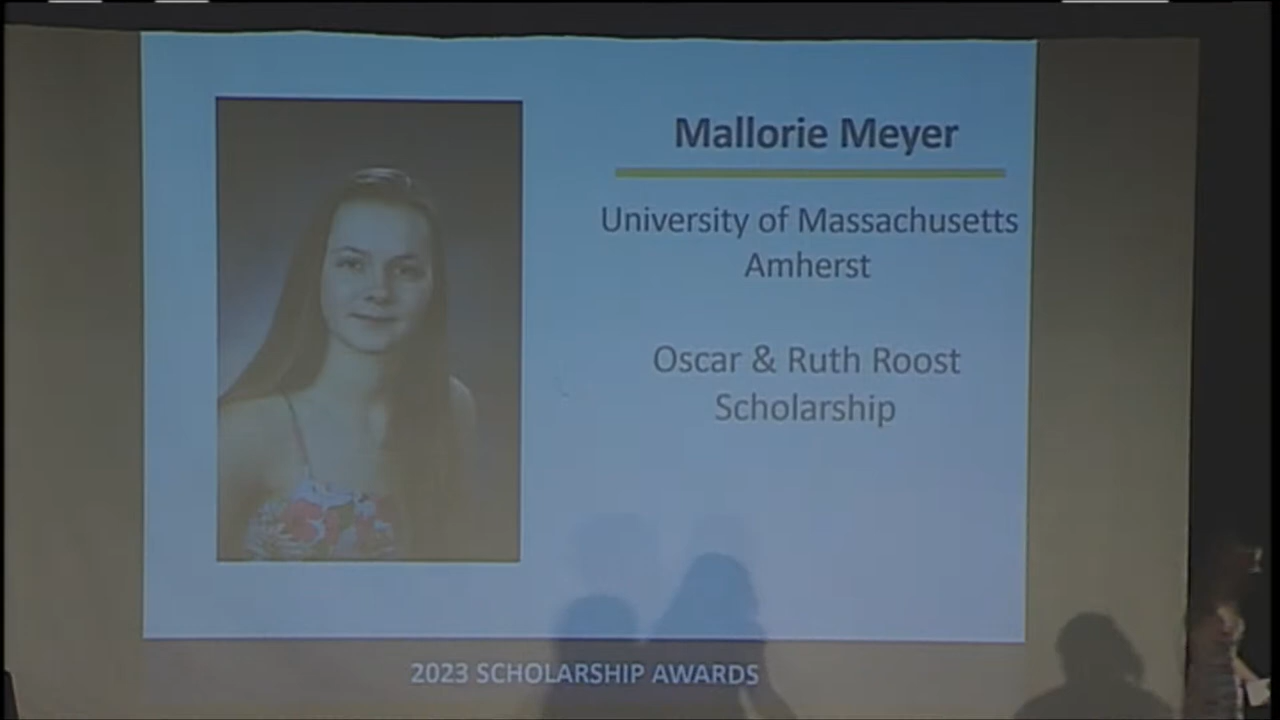 Mallorie Meyer
University of Massachusetts
Amherst
Oscar & Ruth Roost
Scholarship
2023 SCHOLARSHIP AWARDS